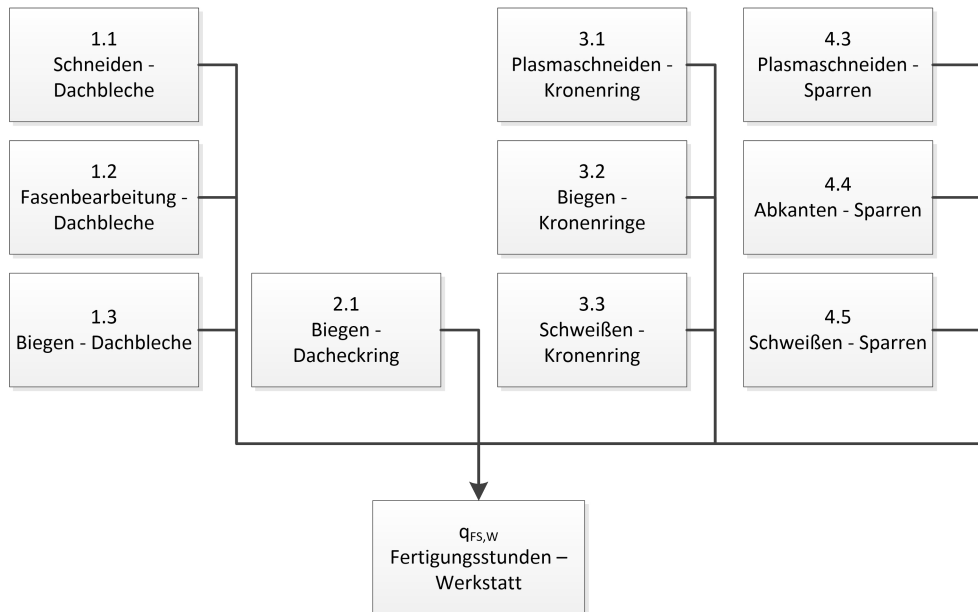 1.1
Schneiden -
Dachbleche
1.2
Fasenbearbeitung -
Dachbleche
1.3
Biegen - Dachbleche
2.1
Biegen -
Dacheckring
3.1
Plasmaschneiden -
Kronenring
3.2
Biegen -
Kronenringe
3.3
Schweißen -
Kronenring
4.3
Plasmaschneiden -
Sparren
4.4
Abkanten - Sparren
4.5
Schweißen - Sparren
qFS,W
Fertigungsstunden –
Werkstatt